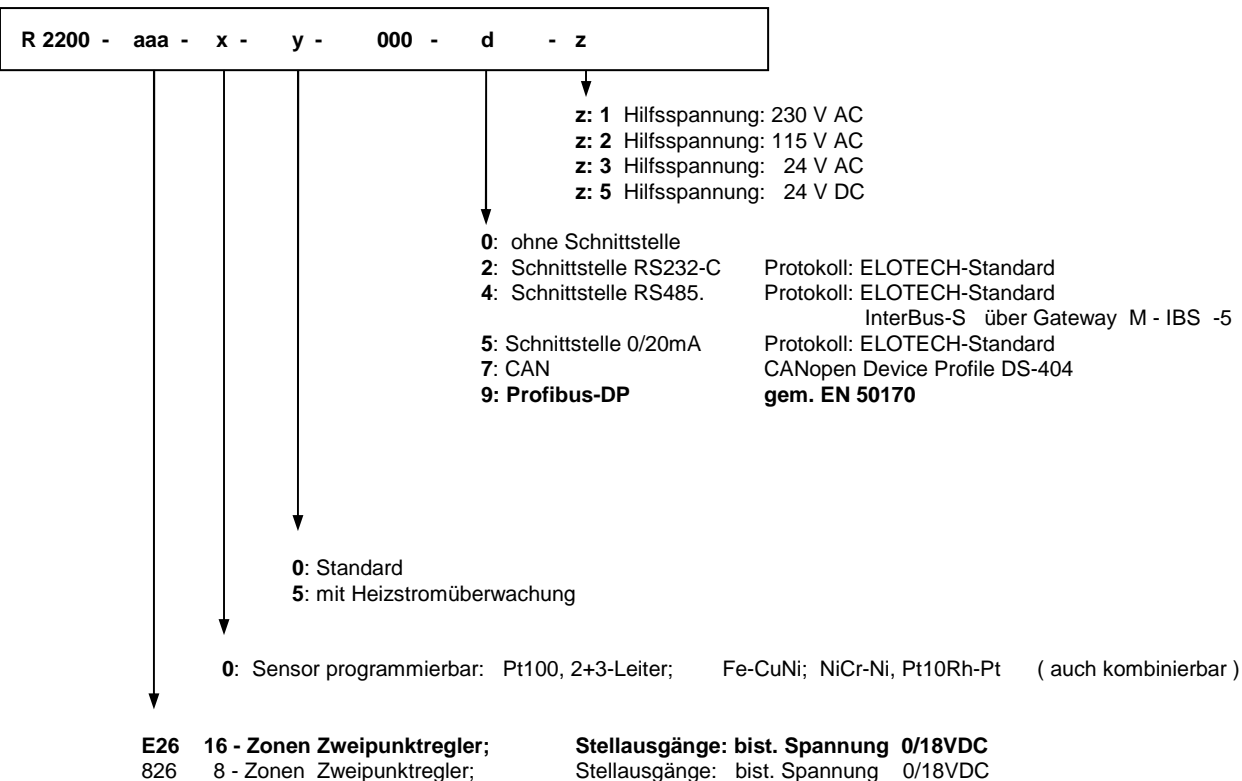 R 2200 - aaa - x - y - 000 - d - z
z: 1 Hilfsspannung: 230 V AC
z: 2 Hilfsspannung: 115 V AC
z: 3 Hilfsspannung: 24 V AC
z: 5 Hilfsspannung: 24 V DC
0: ohne Schnittstelle
2: Schnittstelle RS232-C Protokoll: ELOTECH-Standard
4: Schnittstelle RS485. Protokoll: ELOTECH-Standard
InterBus-S über Gateway M - IBS -5
5: Schnittstelle 0/20mA Protokoll: ELOTECH-Standard
7: CAN CANopen Device Profile DS-404
9: Profibus-DP gem. EN 50170
0: Standard
5: mit Heizstromüberwachung
0: Sensor programmierbar: Pt100, 2+3-Leiter; Fe-CuNi; NiCr-Ni, Pt10Rh-Pt ( auch kombinierbar )
E26 16 - Zonen Zweipunktregler; Stellausgänge: bist. Spannung 0/18VDC
826 8 - Zonen Zweipunktregler; Stellausgänge: bist. Spannung 0/18VDC